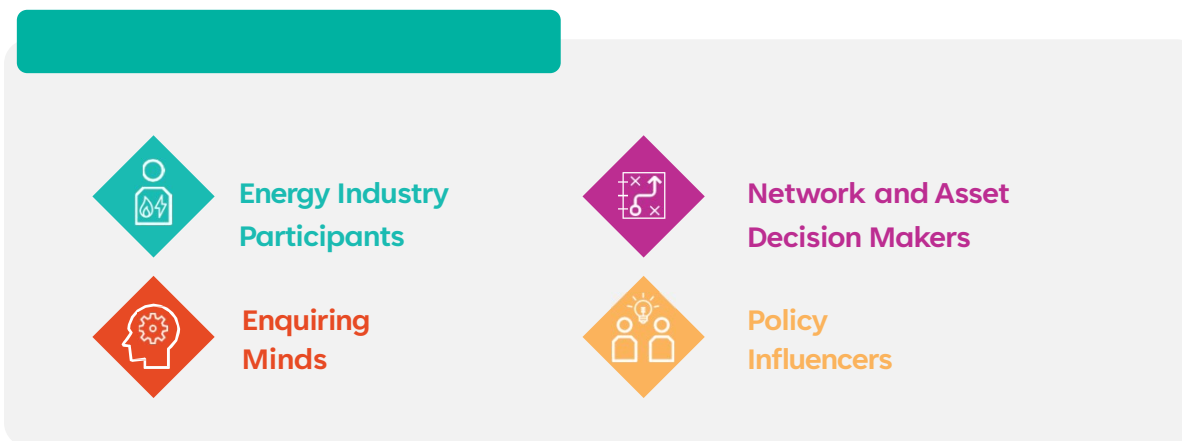 Energy Industry
Participants
Network and Asset
Decision Makers
Enquiring
Minds
Policy
Influencers